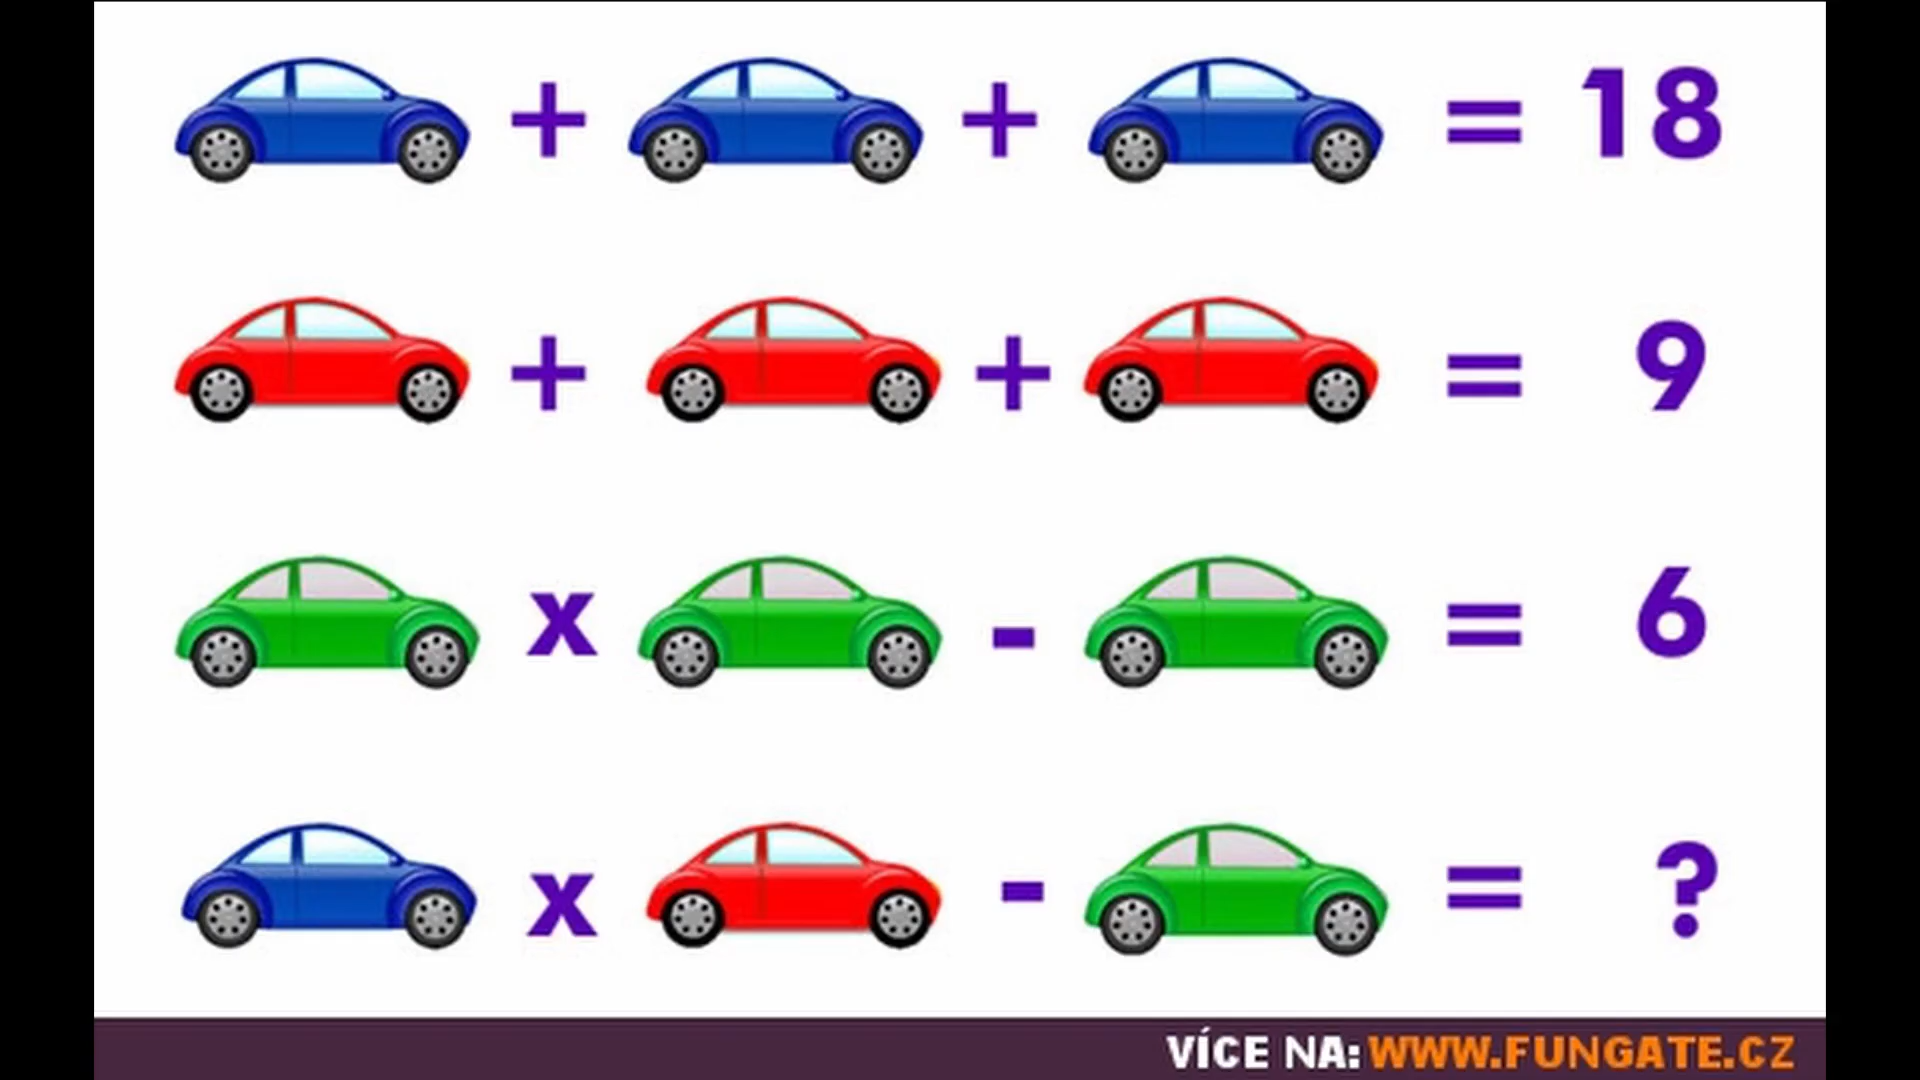 + + = 18
+ + = 9
x - = 6
x - = ?
VÍCE NA: WWW.FUNGATE.CZ